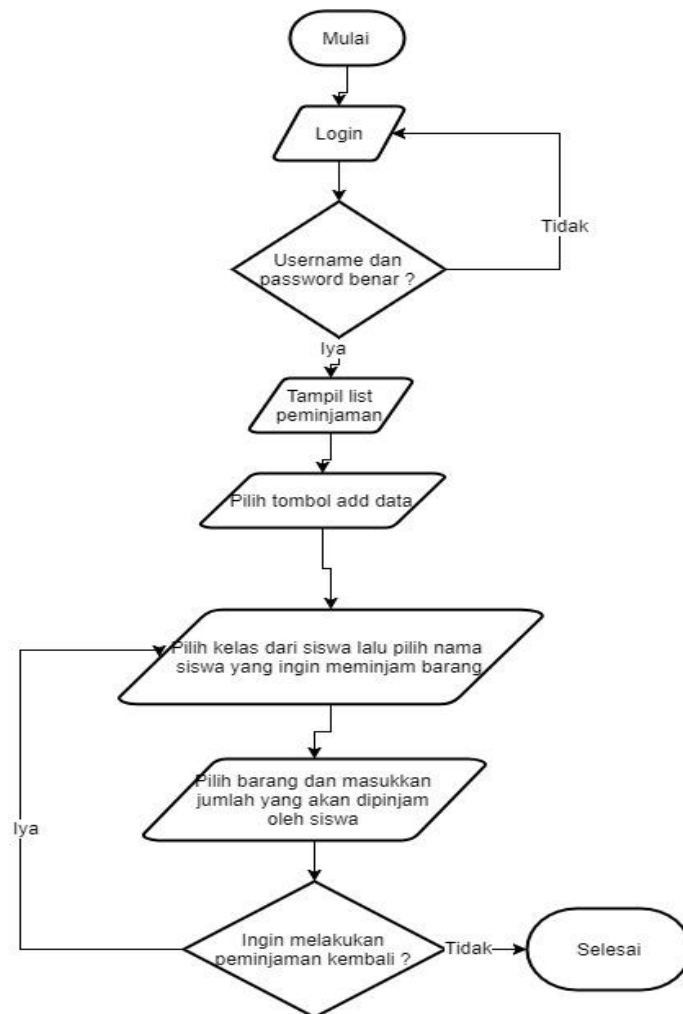 Mulai
Login
Tidak
Username dan
password benar ?
Iya
Tampil list
peminjaman
Pilih tombol add data
Pilih kelas dari siswa lalu pilih nama
siswa yang ingin meminjam barang
Pilih barang dan masukkan
jumlah yang akan dipinjam
oleh siswa
Iya
Ingin melakukan
peminjaman kembali ?
Tidak
Selesai